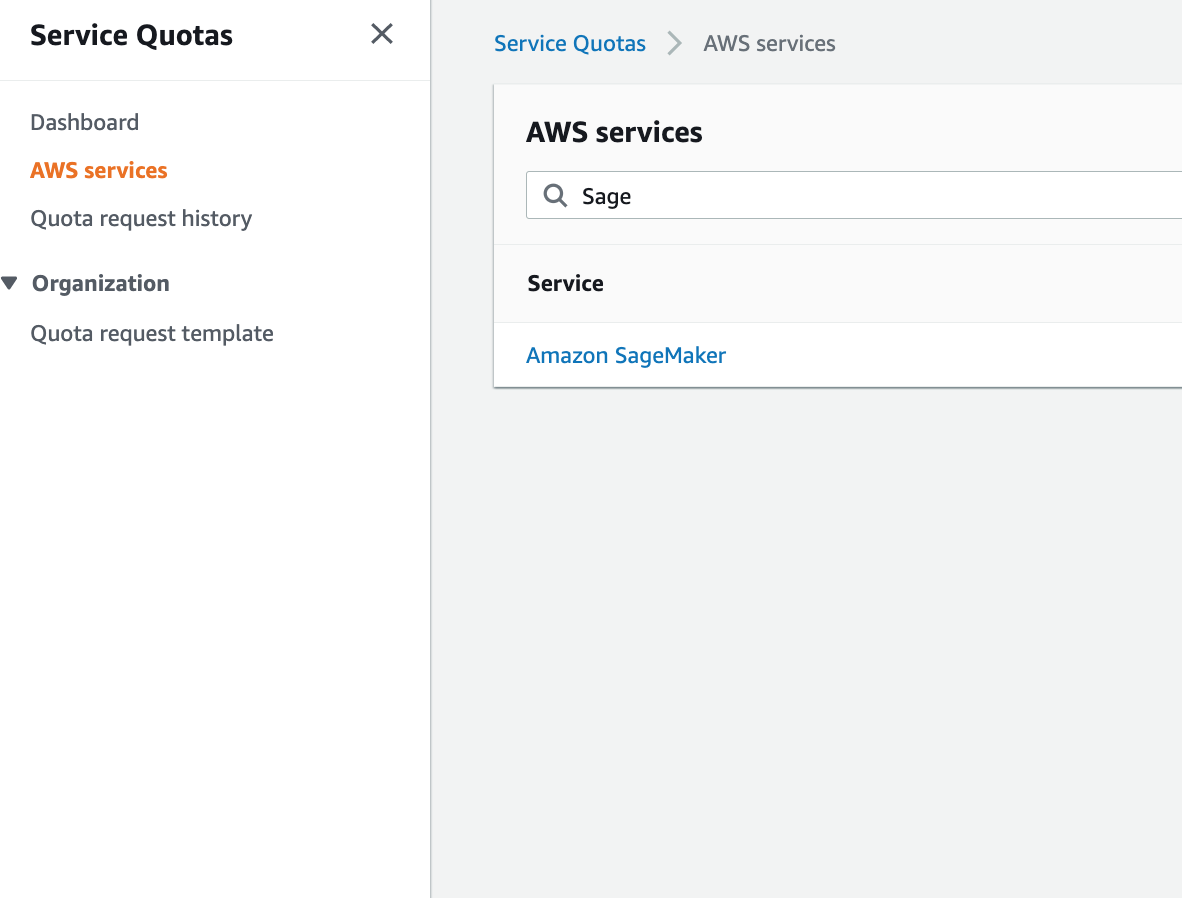 Service Quotas
Dashboard
AWS services
Quota request history
Organization
Quota request template
Service Quotas > AWS services
AWS services
Sage
Service
Amazon SageMaker